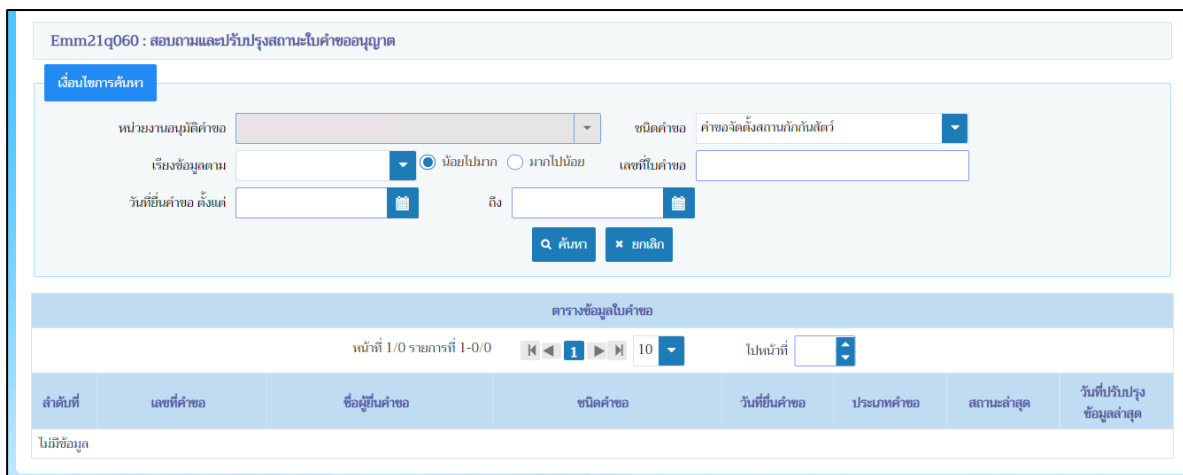 Emm21q060 : สอบถามและปรับปรุงสถานะใบคำขออนุญาต
เงื่อนไขการค้นหา
หน่วยงานอนุมัติคำขอ ชนิดคำขอ คำขอจัดตั้งสถานกักกันสัตว์
เรียงข้อมูลตาม น้อยไปมาก มากไปน้อย เลขที่ใบคำขอ
วันที่ยื่นคำขอ ตั้งแต่ ถึง
ค้นหา ยกเลิก
ตารางข้อมูลใบคำขอ
หน้าที่ 1/0 รายการที่ 1-0/0 1 10 ไปหน้าที่
ลำดับที่ เลขที่คำขอ ชื่อผู้ยื่นคำขอ ชนิดคำขอ วันที่ยื่นคำขอ ประเภทคำขอ สถานะล่าสุด วันที่ปรับปรุง
ข้อมูลล่าสุด
ไม่มีข้อมูล